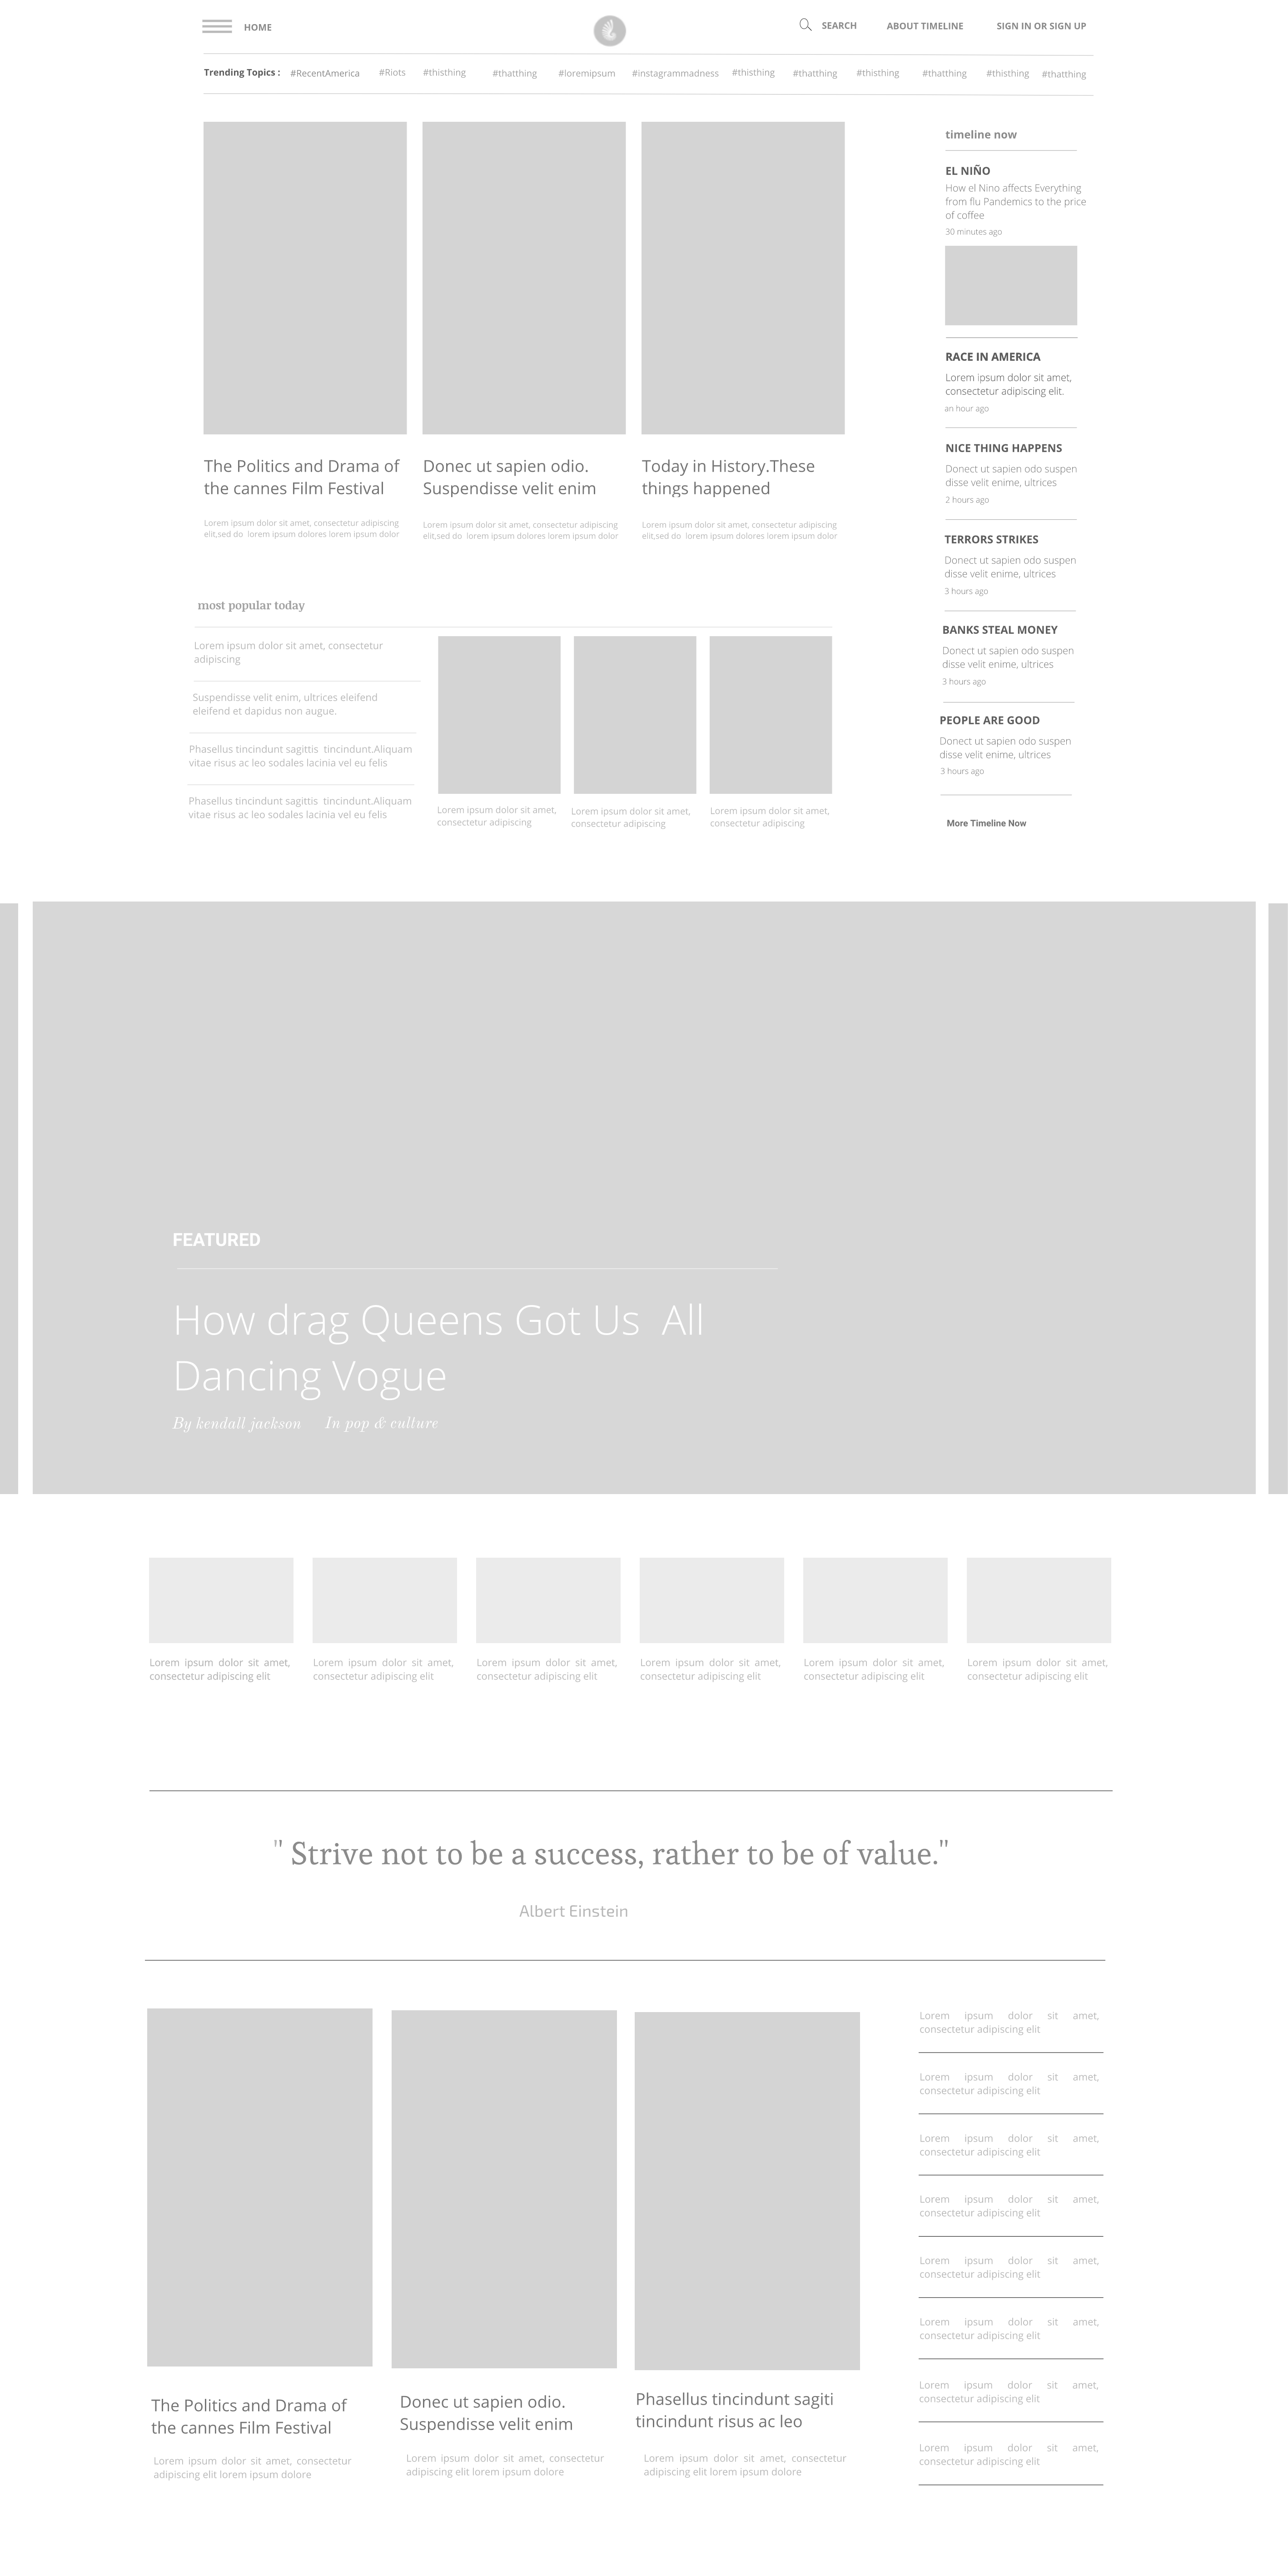 HOME
SEARCH
ABOUT TIMELINE
SIGN IN OR SIGN UP
Trending Topics : #RecentAmerica #Riots #thisthing #thatthing #loremipsum #instagrammadness #thisthing #thatthing #thisthing #thatthing #thisthing #thatthing
The Politics and Drama of
the cannes Film Festival
Lorem ipsum dolor sit amet, consectetur adipiscing
elit,sed do lorem ipsum dolores lorem ipsum dolor
Donec ut sapien odio.
Suspendisse velit enim
Lorem ipsum dolor sit amet, consectetur adipiscing
elit,sed do lorem ipsum dolores lorem ipsum dolor
Today in History.These
things happened
Lorem ipsum dolor sit amet, consectetur adipiscing
elit,sed do lorem ipsum dolores lorem ipsum dolor
timeline now
EL NIÑO
How el Nino affects Everything
from flu Pandemics to the price
of coffee
30 minutes ago
RACE IN AMERICA
Lorem ipsum dolor sit amet,
consectetur adipiscing elit.
an hour ago
NICE THING HAPPENS
Donect ut sapien odo suspen
disse velit enime, ultrices
2 hours ago
TERRORS STRIKES
Donect ut sapien odo suspen
disse velit enime, ultrices
3 hours ago
BANKS STEAL MONEY
Donect ut sapien odo suspen
disse velit enime, ultrices
3 hours ago
PEOPLE ARE GOOD
Donect ut sapien odo suspen
disse velit enime, ultrices
3 hours ago
More Timeline Now
most popular today
Lorem ipsum dolor sit amet, consectetur
adipiscing
Suspendisse velit enim, ultrices eleifend
eleifend et dapidus non augue.
Phasellus tincindunt sagittis tincindunt.Aliquam
vitae risus ac leo sodales lacinia vel eu felis
Phasellus tincindunt sagittis tincindunt.Aliquam
vitae risus ac leo sodales lacinia vel eu felis
Lorem ipsum dolor sit amet,
consectetur adipiscing
Lorem ipsum dolor sit amet,
consectetur adipiscing
Lorem ipsum dolor sit amet,
consectetur adipiscing
FEATURED
How drag Queens Got Us All
Dancing Vogue
By kendall jackson In pop & culture
Lorem ipsum dolor sit amet,
consectetur adipiscing elit
Lorem ipsum dolor sit amet,
consectetur adipiscing elit
Lorem ipsum dolor sit amet,
consectetur adipiscing elit
Lorem ipsum dolor sit amet,
consectetur adipiscing elit
Lorem ipsum dolor sit amet,
consectetur adipiscing elit
Lorem ipsum dolor sit amet,
consectetur adipiscing elit
" Strive not to be a success, rather to be of value."
Albert Einstein
The Politics and Drama of
the cannes Film Festival
Lorem ipsum dolor sit amet, consectetur
adipiscing elit lorem ipsum dolore
Donec ut sapien odio.
Suspendisse velit enim
Lorem ipsum dolor sit amet, consectetur
adipiscing elit lorem ipsum dolore
Phasellus tincindunt sagiti
tincindunt risus ac leo
Lorem ipsum dolor sit amet, consectetur
adipiscing elit lorem ipsum dolore
Lorem ipsum dolor sit amet,
consectetur adipiscing elit
Lorem ipsum dolor sit amet,
consectetur adipiscing elit
Lorem ipsum dolor sit amet,
consectetur adipiscing elit
Lorem ipsum dolor sit amet,
consectetur adipiscing elit
Lorem ipsum dolor sit amet,
consectetur adipiscing elit
Lorem ipsum dolor sit amet,
consectetur adipiscing elit
Lorem ipsum dolor sit amet,
consectetur adipiscing elit
Lorem ipsum dolor sit amet,
consectetur adipiscing elit